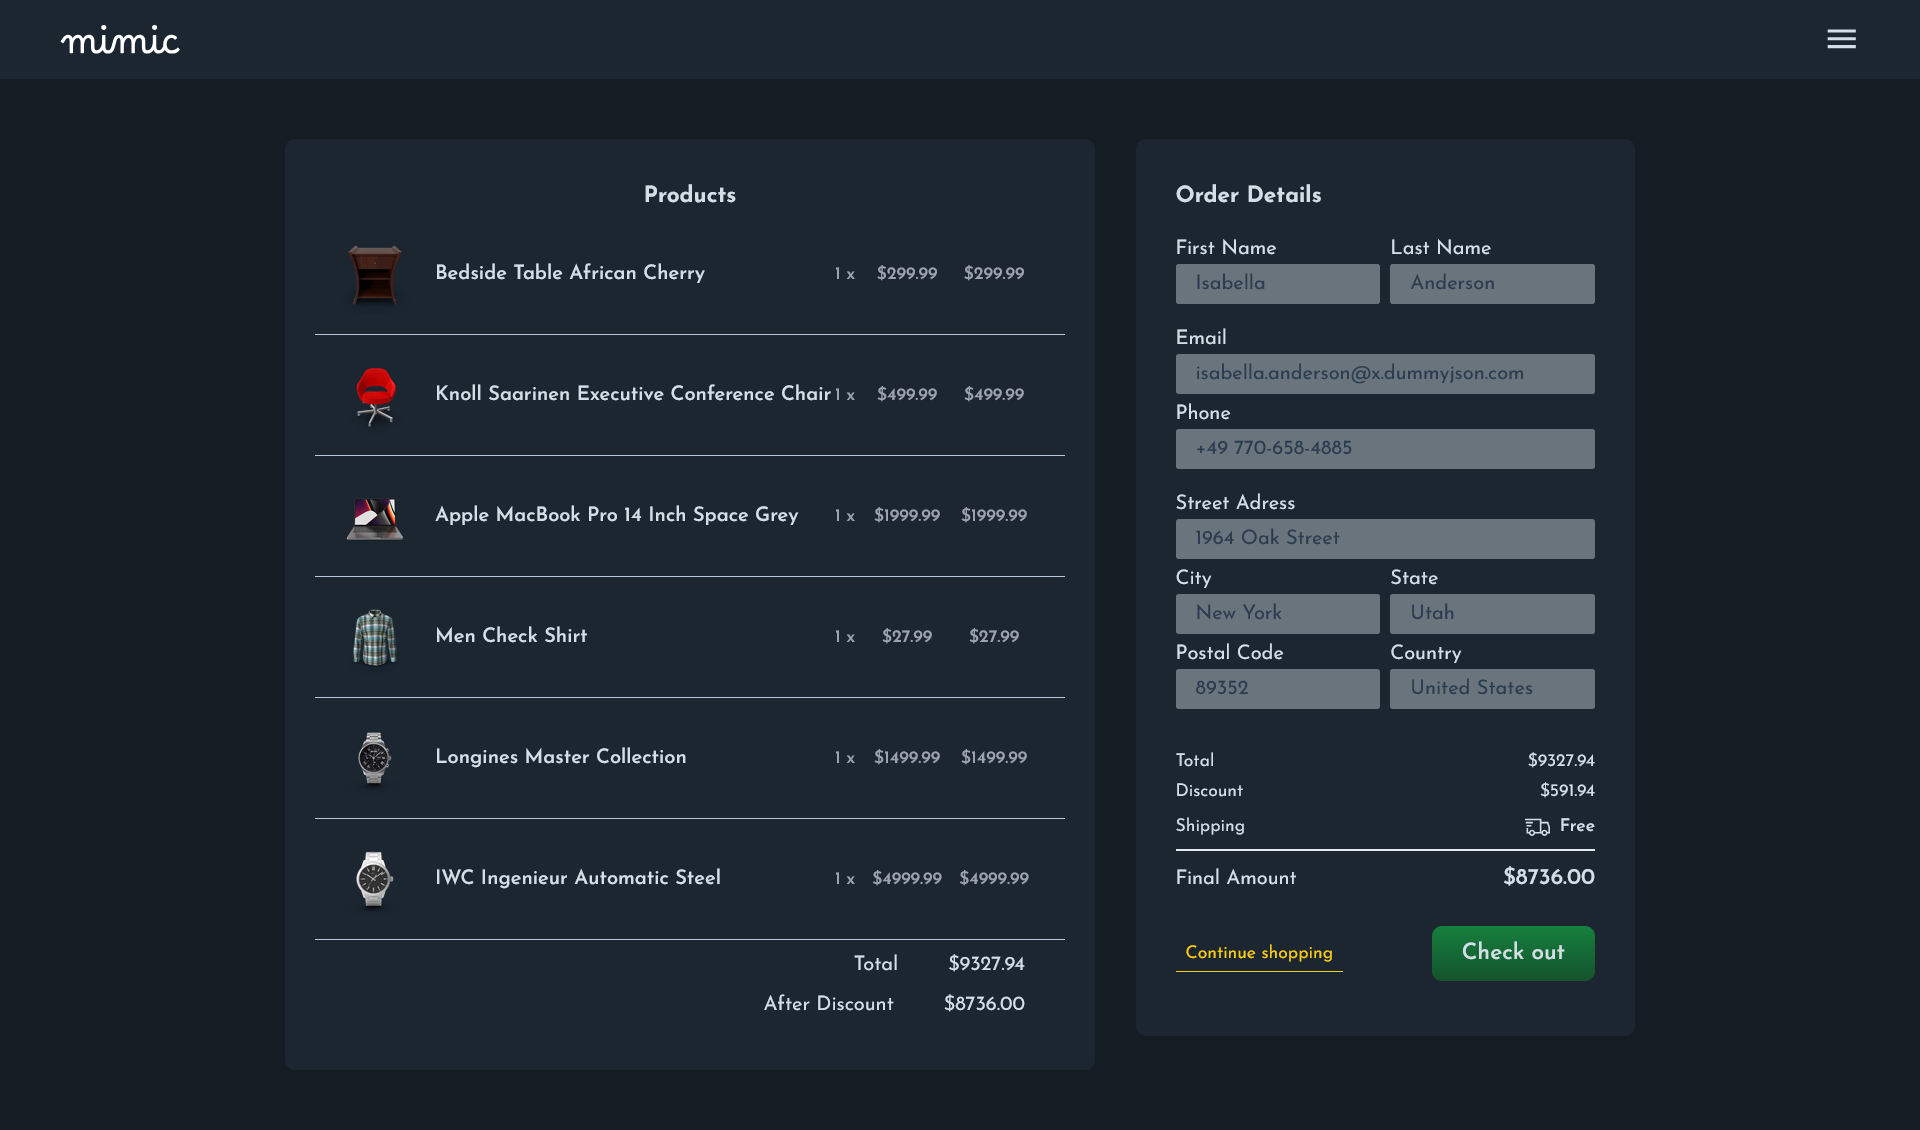 mimic
Products
Bedside Table African Cherry 1 x $299.99 $299.99
Knoll Saarinen Executive Conference Chair 1 x $499.99 $499.99
Apple MacBook Pro 14 Inch Space Grey 1 x $1999.99 $1999.99
Men Check Shirt 1 x $27.99 $27.99
Longines Master Collection 1 x $1499.99 $1499.99
IWC Ingenieur Automatic Steel 1 x $4999.99 $4999.99
Total $9327.94
After Discount $8736.00
Order Details
First Name Last Name
Isabella Anderson
Email
isabella.anderson@x.dummyjson.com
Phone
+49 770-658-4885
Street Adress
1964 Oak Street
City State
New York Utah
Postal Code Country
89352 United States
Total $9327.94
Discount $591.94
Shipping Free
Final Amount $8736.00
Continue shopping Check out